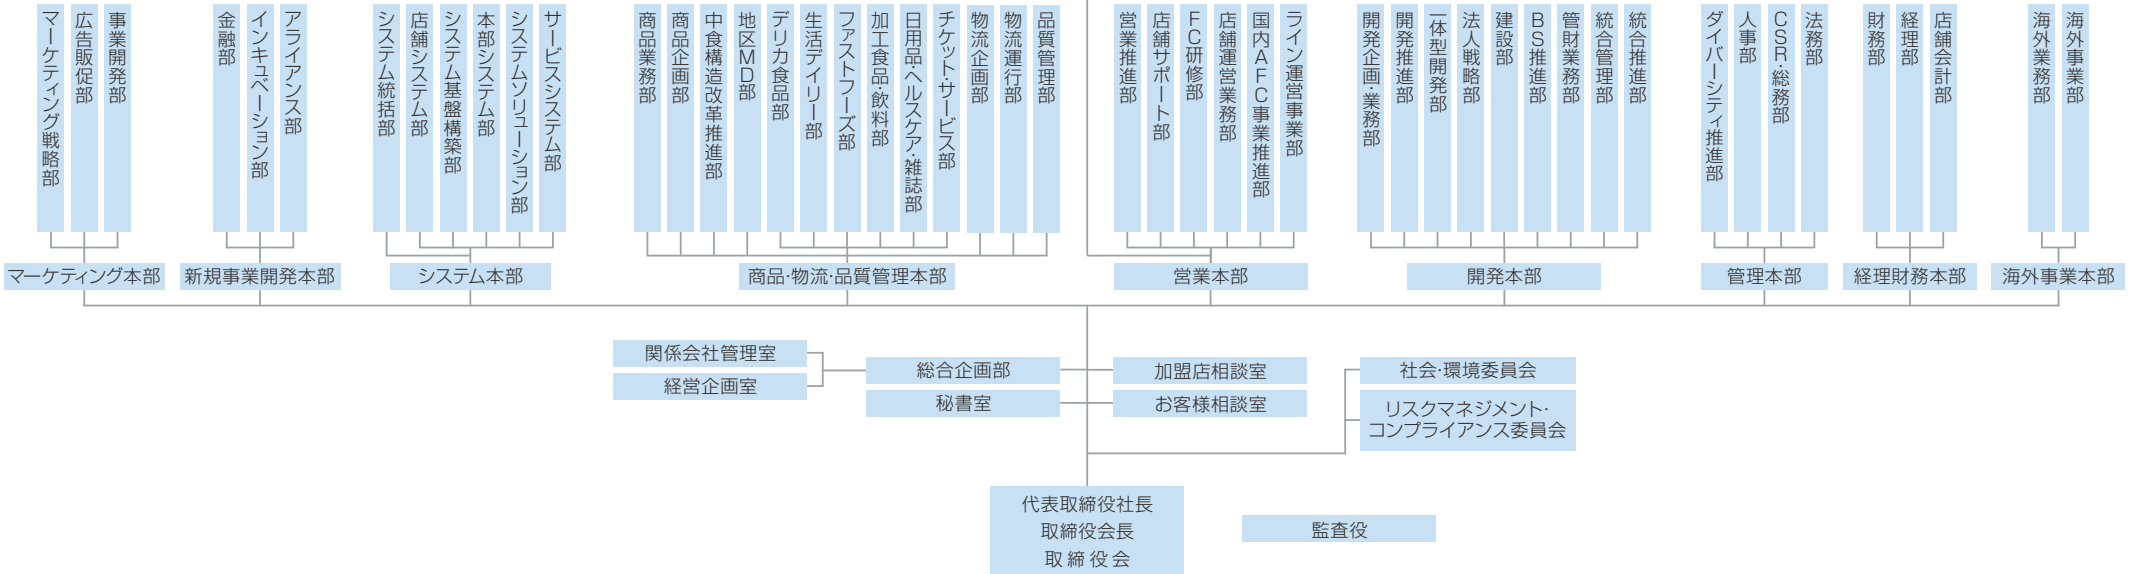 マーケティング戦略部
広告販促部
事業開発部
金融部
インキュベーション部
アライアンス部
システム統括部
店舗システム部
システム基盤構築部
本部システム部
システムソリューション部
サービスシステム部
商品業務部
商品企画部
中食構造改革推進部
地区MD部
デリカ食品部
生活デイリー部
ファストフーズ部
加工食品・飲料部
日用品・ヘルスケア・雑誌部
チケット・サービス部
物流企画部
物流運行部
品質管理部
営業推進部
店舗サポート部
FC研修部
店舗運営業務部
国内AFC事業推進部
ライン運営事業部
開発企画・業務部
開発推進部
一体型開発部
法人戦略部
建設部
BS推進部
管財業務部
統合管理部
統合推進部
ダイバーシティ推進部
人事部
CSR・総務部
法務部
財務部
経理部
店舗会計部
海外業務部
海外事業部
マーケティング本部
新規事業開発本部
システム本部
商品・物流・品質管理本部
営業本部
開発本部
管理本部
経理財務本部
海外事業本部
関係会社管理室
経営企画室
総合企画部
秘書室
加盟店相談室
お客様相談室
社会・環境委員会
リスクマネジメント・
コンプライアンス委員会
代表取締役社長
取締役会長
取締役会
監査役